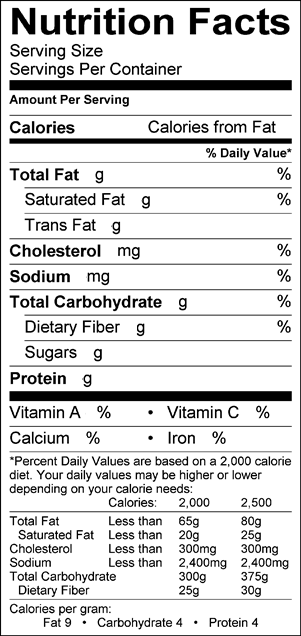 Nutrition Facts
Serving Size
Servings Per Container
Amount Per Serving
Calories Calories from Fat
% Daily Value*
Total Fat g %
Saturated Fat g %
Trans Fat g
Cholesterol mg %
Sodium mg %
Total Carbohydrate g %
Dietary Fiber g %
Sugars g
Protein g
Vitamin A % • Vitamin C %
Calcium % • Iron %
*Percent Daily Values are based on a 2,000 calorie
diet. Your daily values may be higher or lower
depending on your calorie needs:
Calories: 2,000 2,500
Total Fat Less than 65g 80g
Saturated Fat Less than 20g 25g
Cholesterol Less than 300mg 300mg
Sodium Less than 2,400mg 2,400mg
Total Carbohydrate 300g 375g
Dietary Fiber 25g 30g
Calories per gram:
Fat 9 • Carbohydrate 4 • Protein 4